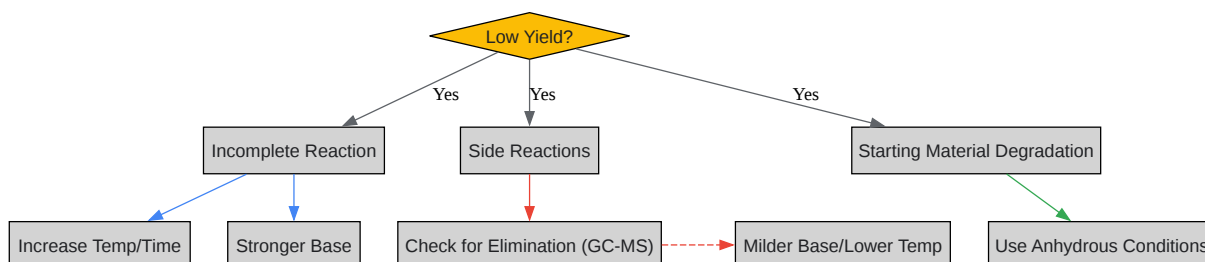 Low Yield?
Yes
Yes
Yes
Incomplete Reaction
Side Reactions
Starting Material Degradation
Increase Temp/Time
Stronger Base
Check for Elimination (GC-MS)
Milder Base/Lower Temp
Use Anhydrous Conditions